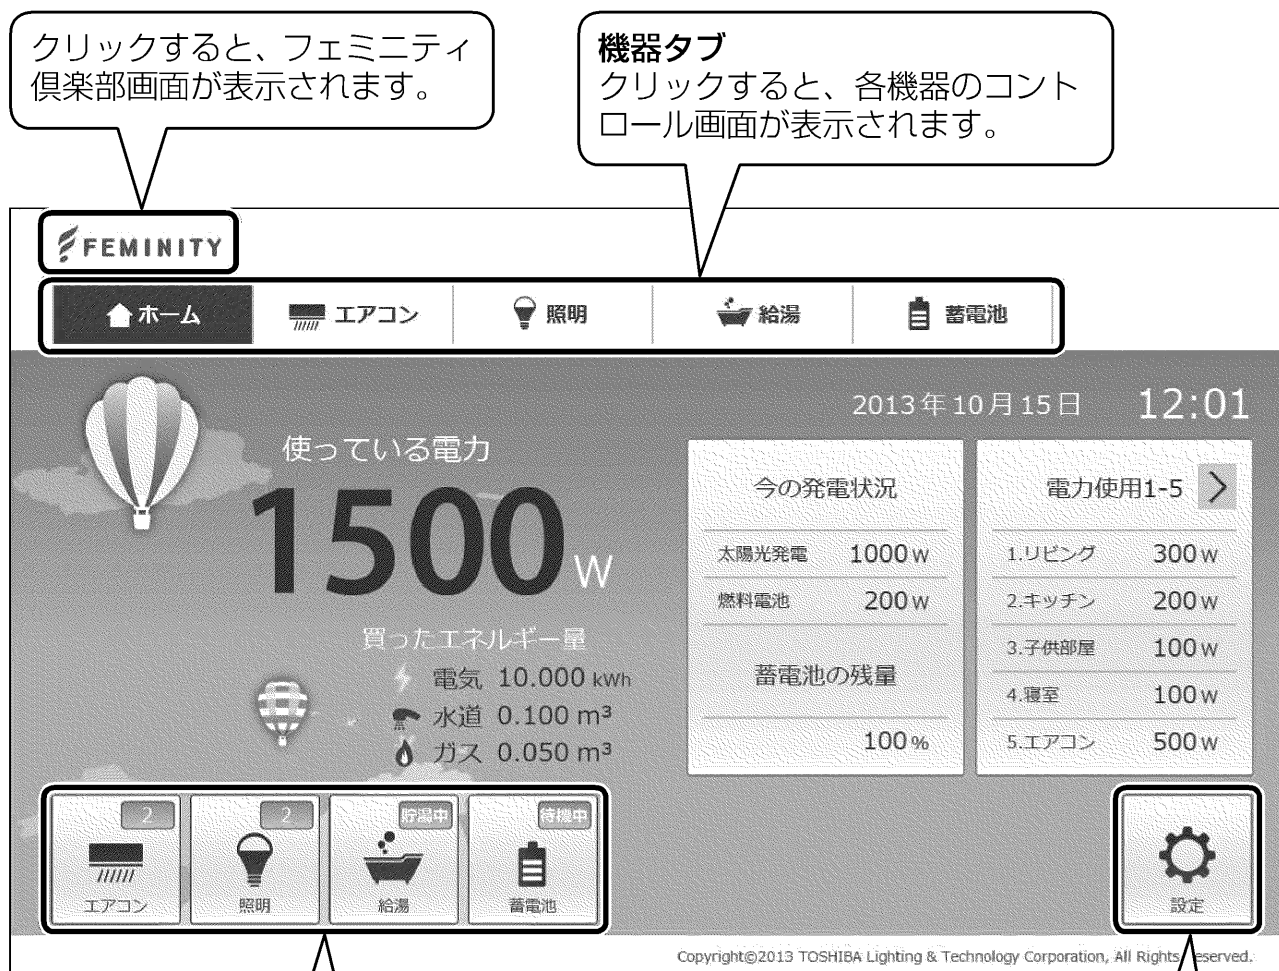 クリックすると、フェミニティ
倶楽部画面が表示されます。
機器タブ
クリックすると、各機器のコント
ロール画面が表示されます。
FEMINITY
ホーム
エアコン
照明
給湯
蓄電池
2013年10月15日 12:01
使っている電力
1500W
買ったエネルギー量
電気 10.000 kWh
水道 0.100 m³
ガス 0.050 m³
今の発電状況
太陽光発電 1000W
燃料電池 200W
蓄電池の残量
100%
電力使用1-5 >
1.リビング 300W
2.キッチン 200W
3.子供部屋 100W
4.寝室 100W
5.エアコン 500W
2
エアコン
2
照明
貯湯中
給湯
待機中
蓄電池
設定
Copyright©2013 TOSHIBA Lighting & Technology Corporation, All Rights Reserved.